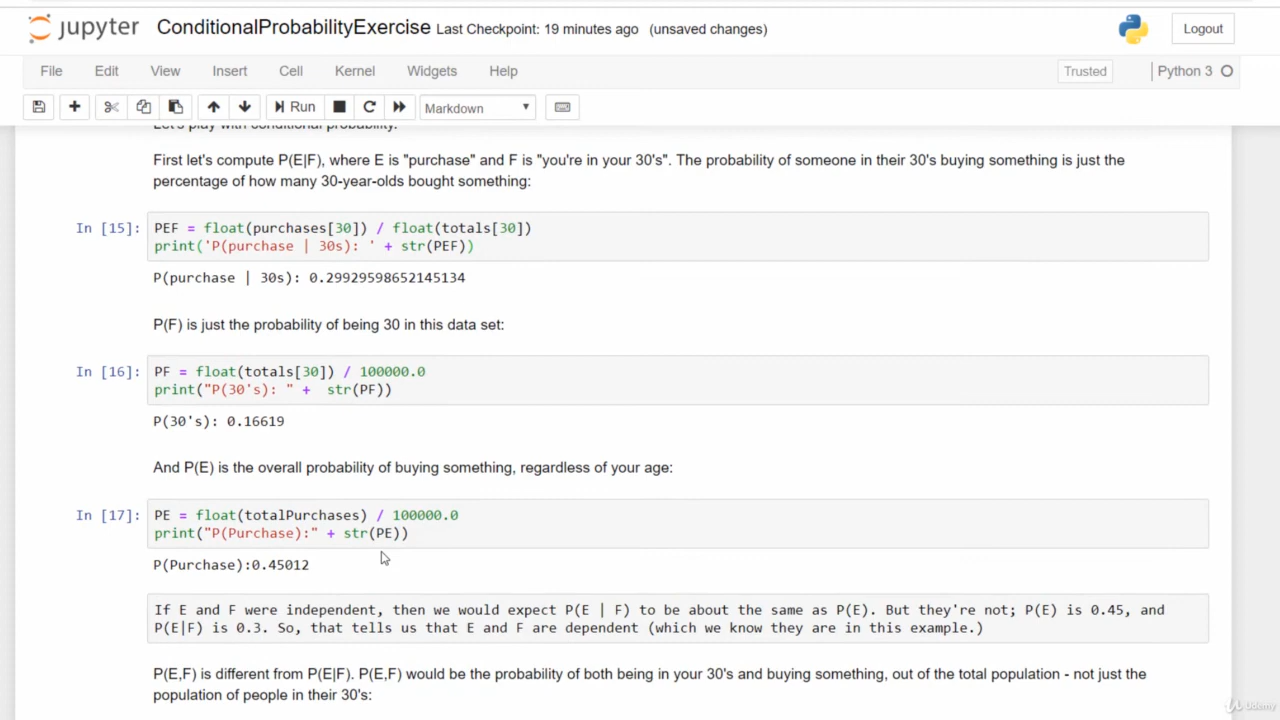 jupyter ConditionalProbabilityExercise Last Checkpoint: 19 minutes ago (unsaved changes) Logout
File Edit View Insert Cell Kernel Widgets Help Trusted Python 3
Run Markdown
Let's play with conditional probability.
First let's compute P(E|F), where E is "purchase" and F is "you're in your 30's". The probability of someone in their 30's buying something is just the
percentage of how many 30-year-olds bought something:
In [15]: PEF = float(purchases[30]) / float(totals[30])
print('P(purchase | 30s): ' + str(PEF))
P(purchase | 30s): 0.29929598652145134
P(F) is just the probability of being 30 in this data set:
In [16]: PF = float(totals[30]) / 100000.0
print("P(30's): " +  str(PF))
P(30's): 0.16619
And P(E) is the overall probability of buying something, regardless of your age:
In [17]: PE = float(totalPurchases) / 100000.0
print("P(Purchase):" + str(PE))
P(Purchase):0.45012
If E and F were independent, then we would expect P(E | F) to be about the same as P(E). But they're not; P(E) is 0.45, and
P(E|F) is 0.3. So, that tells us that E and F are dependent (which we know they are in this example.)
P(E,F) is different from P(E|F). P(E,F) would be the probability of both being in your 30's and buying something, out of the total population - not just the
population of people in their 30's:
Udemy